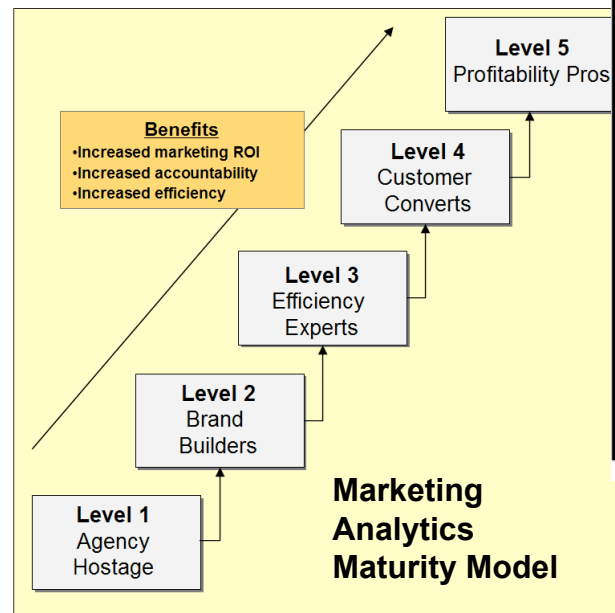 Level 5
Profitability Pros
Benefits
•Increased marketing ROI
•Increased accountability
•Increased efficiency
Level 4
Customer
Converts
Level 3
Efficiency
Experts
Level 2
Brand
Builders
Level 1
Agency
Hostage
Marketing
Analytics
Maturity Model